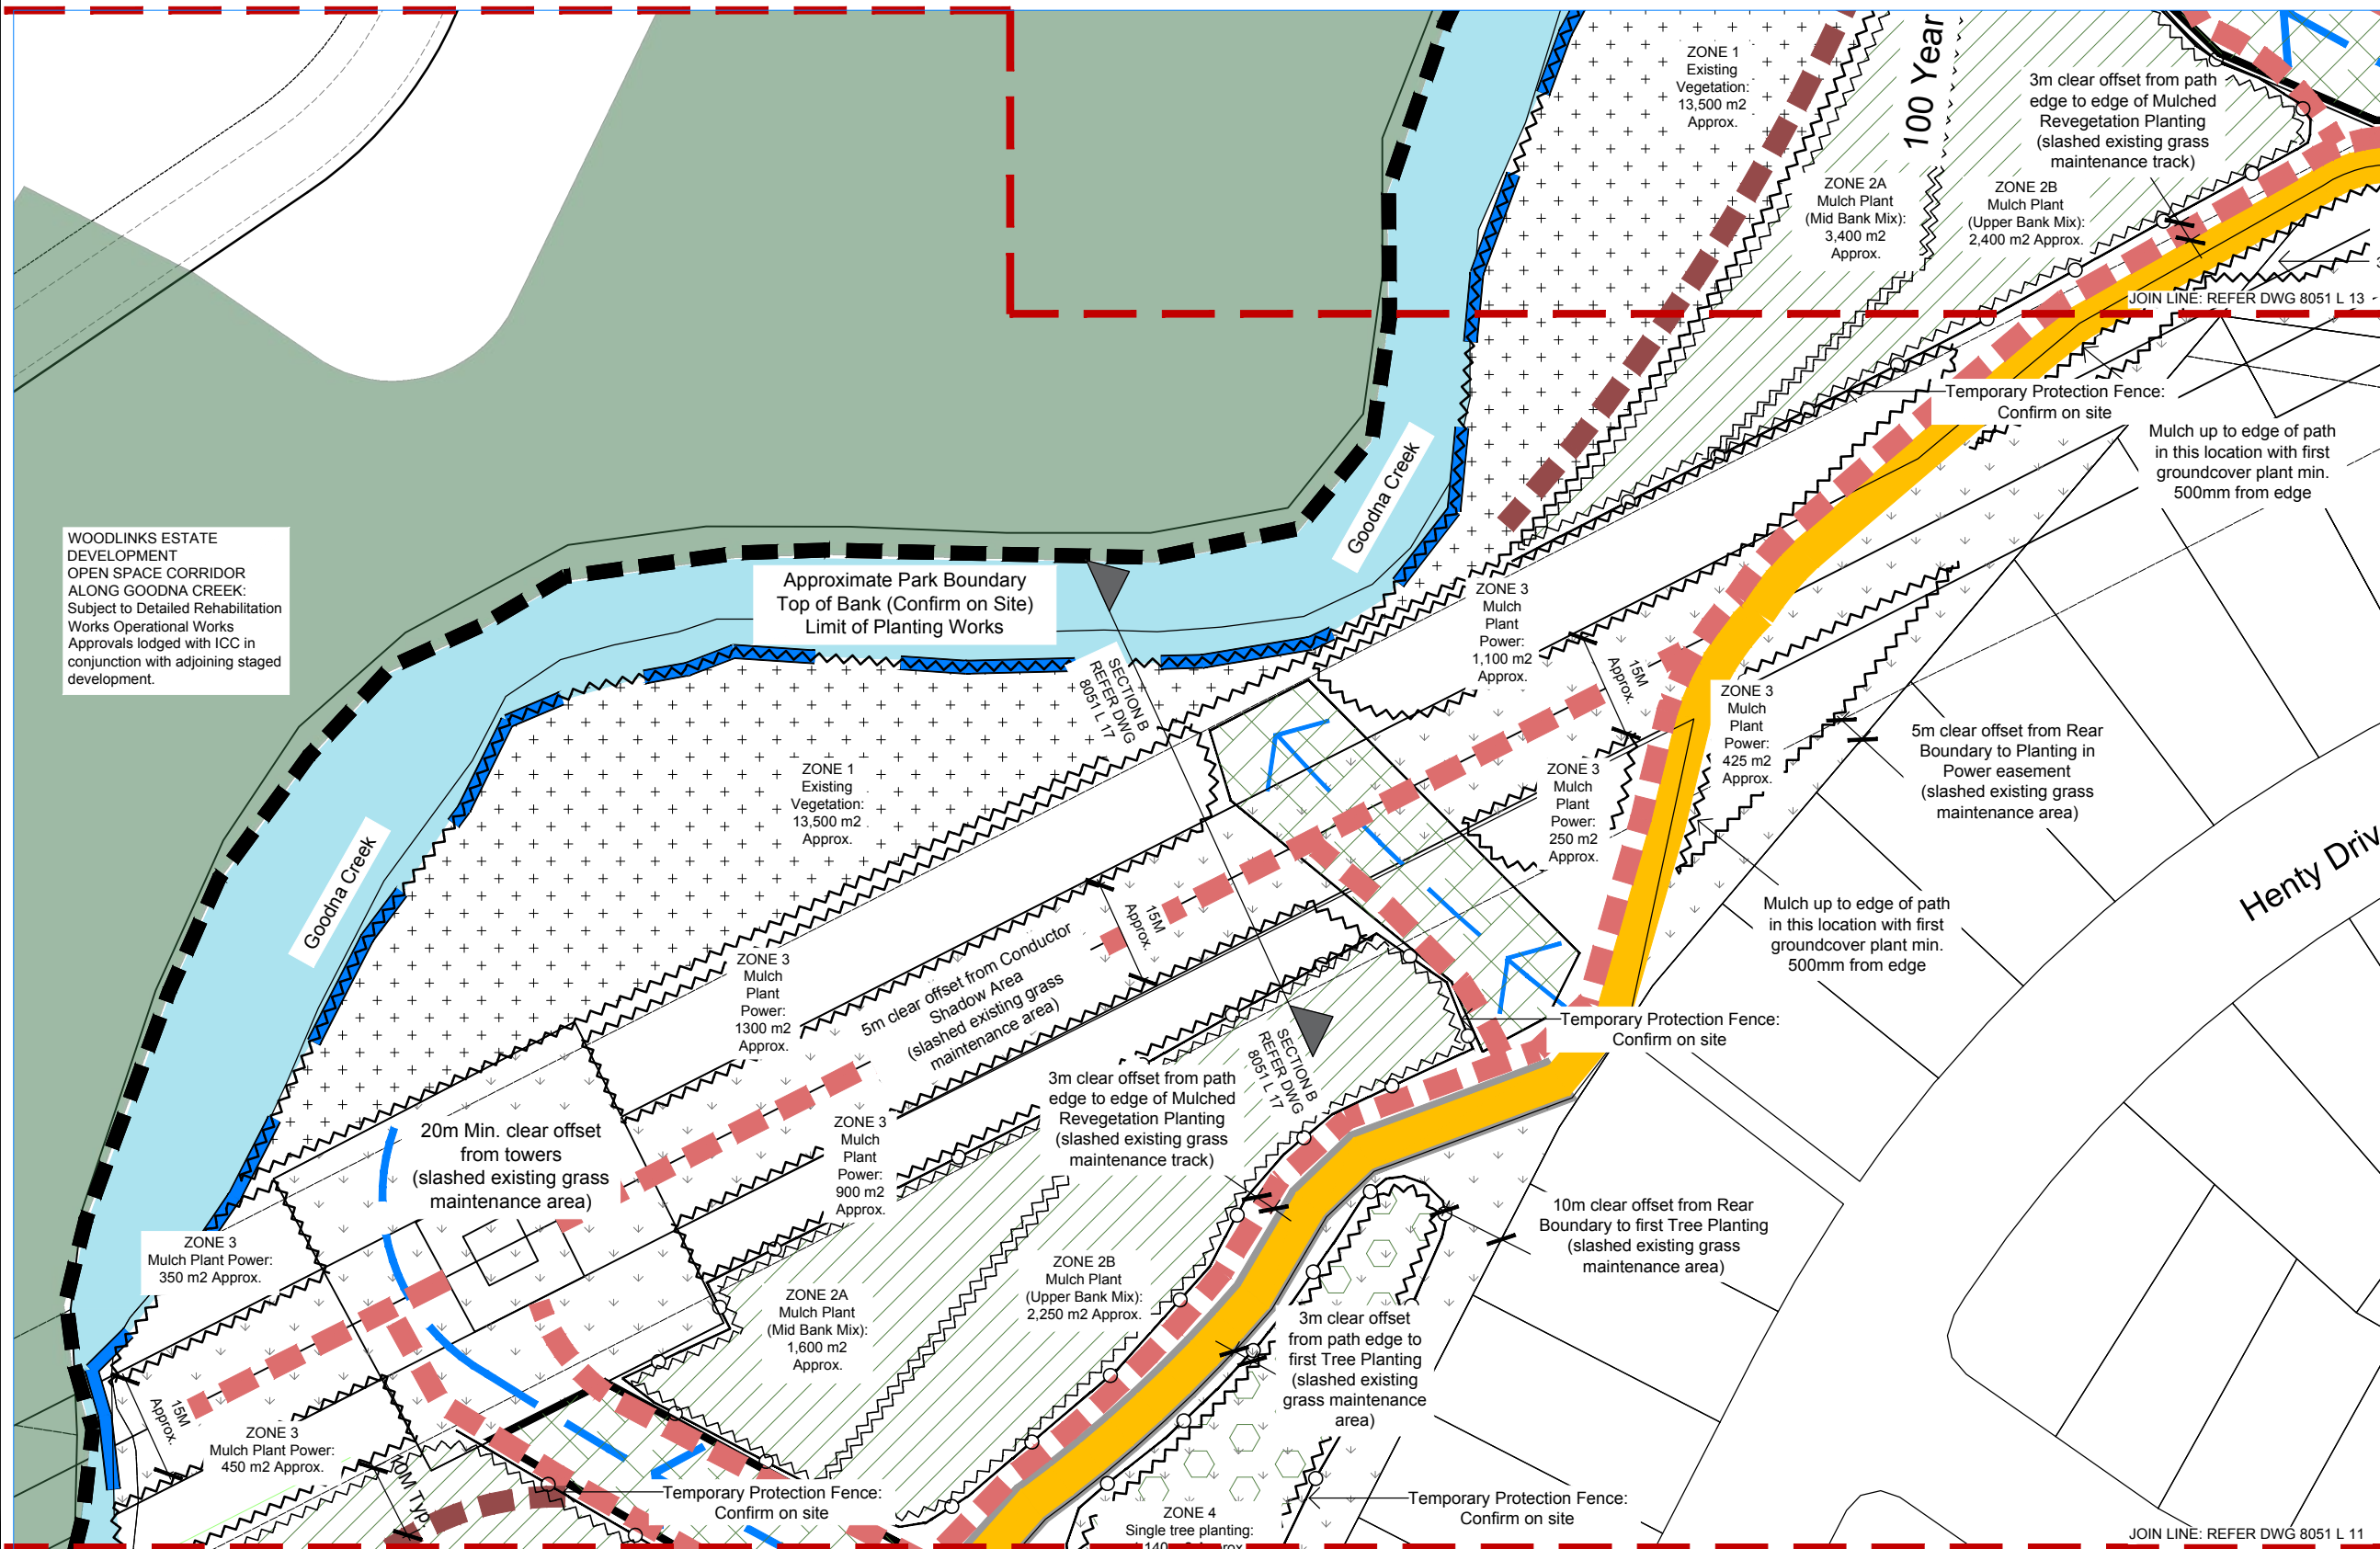 ZONE 1
Existing
Vegetation:
13,500 m2
Approx.
100 Year
3m clear offset from path
edge to edge of Mulched
Revegetation Planting
(slashed existing grass
maintenance track)
ZONE 2A
Mulch Plant
(Mid Bank Mix):
3,400 m2
Approx.
ZONE 2B
Mulch Plant
(Upper Bank Mix):
2,400 m2 Approx.
JOIN LINE: REFER DWG 8051 L 13
Temporary Protection Fence:
Confirm on site
Mulch up to edge of path
in this location with first
groundcover plant min.
500mm from edge
Goodna Creek
WOODLINKS ESTATE
DEVELOPMENT
OPEN SPACE CORRIDOR
ALONG GOODNA CREEK:
Subject to Detailed Rehabilitation
Works Operational Works
Approvals lodged with ICC in
conjunction with adjoining staged
development.
Approximate Park Boundary
Top of Bank (Confirm on Site)
Limit of Planting Works
ZONE 3
Mulch
Plant
Power:
1,100 m2
Approx.
SECTION B
REFER DWG
8051 L 17
15M
Approx.
ZONE 3
Mulch
Plant
Power:
425 m2
Approx.
5m clear offset from Rear
Boundary to Planting in
Power easement
(slashed existing grass
maintenance area)
ZONE 1
Existing
Vegetation:
13,500 m2
Approx.
ZONE 3
Mulch
Plant
Power:
250 m2
Approx.
Henty Driv
Goodna Creek
15M
Approx.
Mulch up to edge of path
in this location with first
groundcover plant min.
500mm from edge
ZONE 3
Mulch
Plant
Power:
1300 m2
Approx.
5m clear offset from Conductor
Shadow Area
(slashed existing grass
maintenance area)
Temporary Protection Fence:
Confirm on site
SECTION B
REFER DWG
8051 L 17
3m clear offset from path
edge to edge of Mulched
Revegetation Planting
(slashed existing grass
maintenance track)
20m Min. clear offset
from towers
(slashed existing grass
maintenance area)
ZONE 3
Mulch
Plant
Power:
900 m2
Approx.
10m clear offset from Rear
Boundary to first Tree Planting
(slashed existing grass
maintenance area)
ZONE 3
Mulch Plant Power:
350 m2 Approx.
ZONE 2B
Mulch Plant
(Upper Bank Mix):
2,250 m2 Approx.
ZONE 2A
Mulch Plant
(Mid Bank Mix):
1,600 m2
Approx.
3m clear offset
from path edge to
first Tree Planting
(slashed existing
grass maintenance
area)
15M
Approx.
ZONE 3
Mulch Plant Power:
450 m2 Approx.
10M Typ.
Temporary Protection Fence:
Confirm on site
Temporary Protection Fence:
Confirm on site
ZONE 4
Single tree planting:
JOIN LINE: REFER DWG 8051 L 11